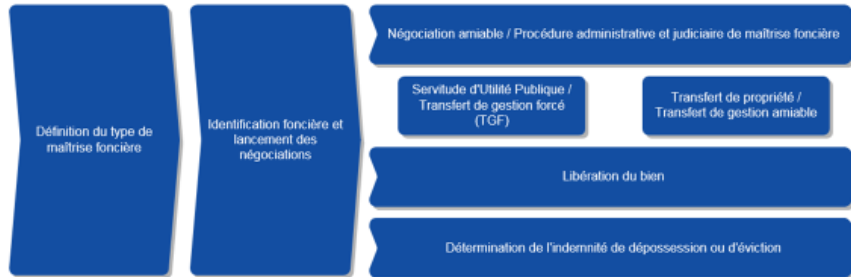 Définition du type de
maîtrise foncière
Identification foncière et
lancement des
négociations
Négociation amiable / Procédure administrative et judiciaire de maîtrise foncière
Servitude d'Utilité Publique /
Transfert de gestion forcé
(TGF)
Transfert de propriété /
Transfert de gestion amiable
Libération du bien
Détermination de l'indemnité de dépossession ou d'éviction